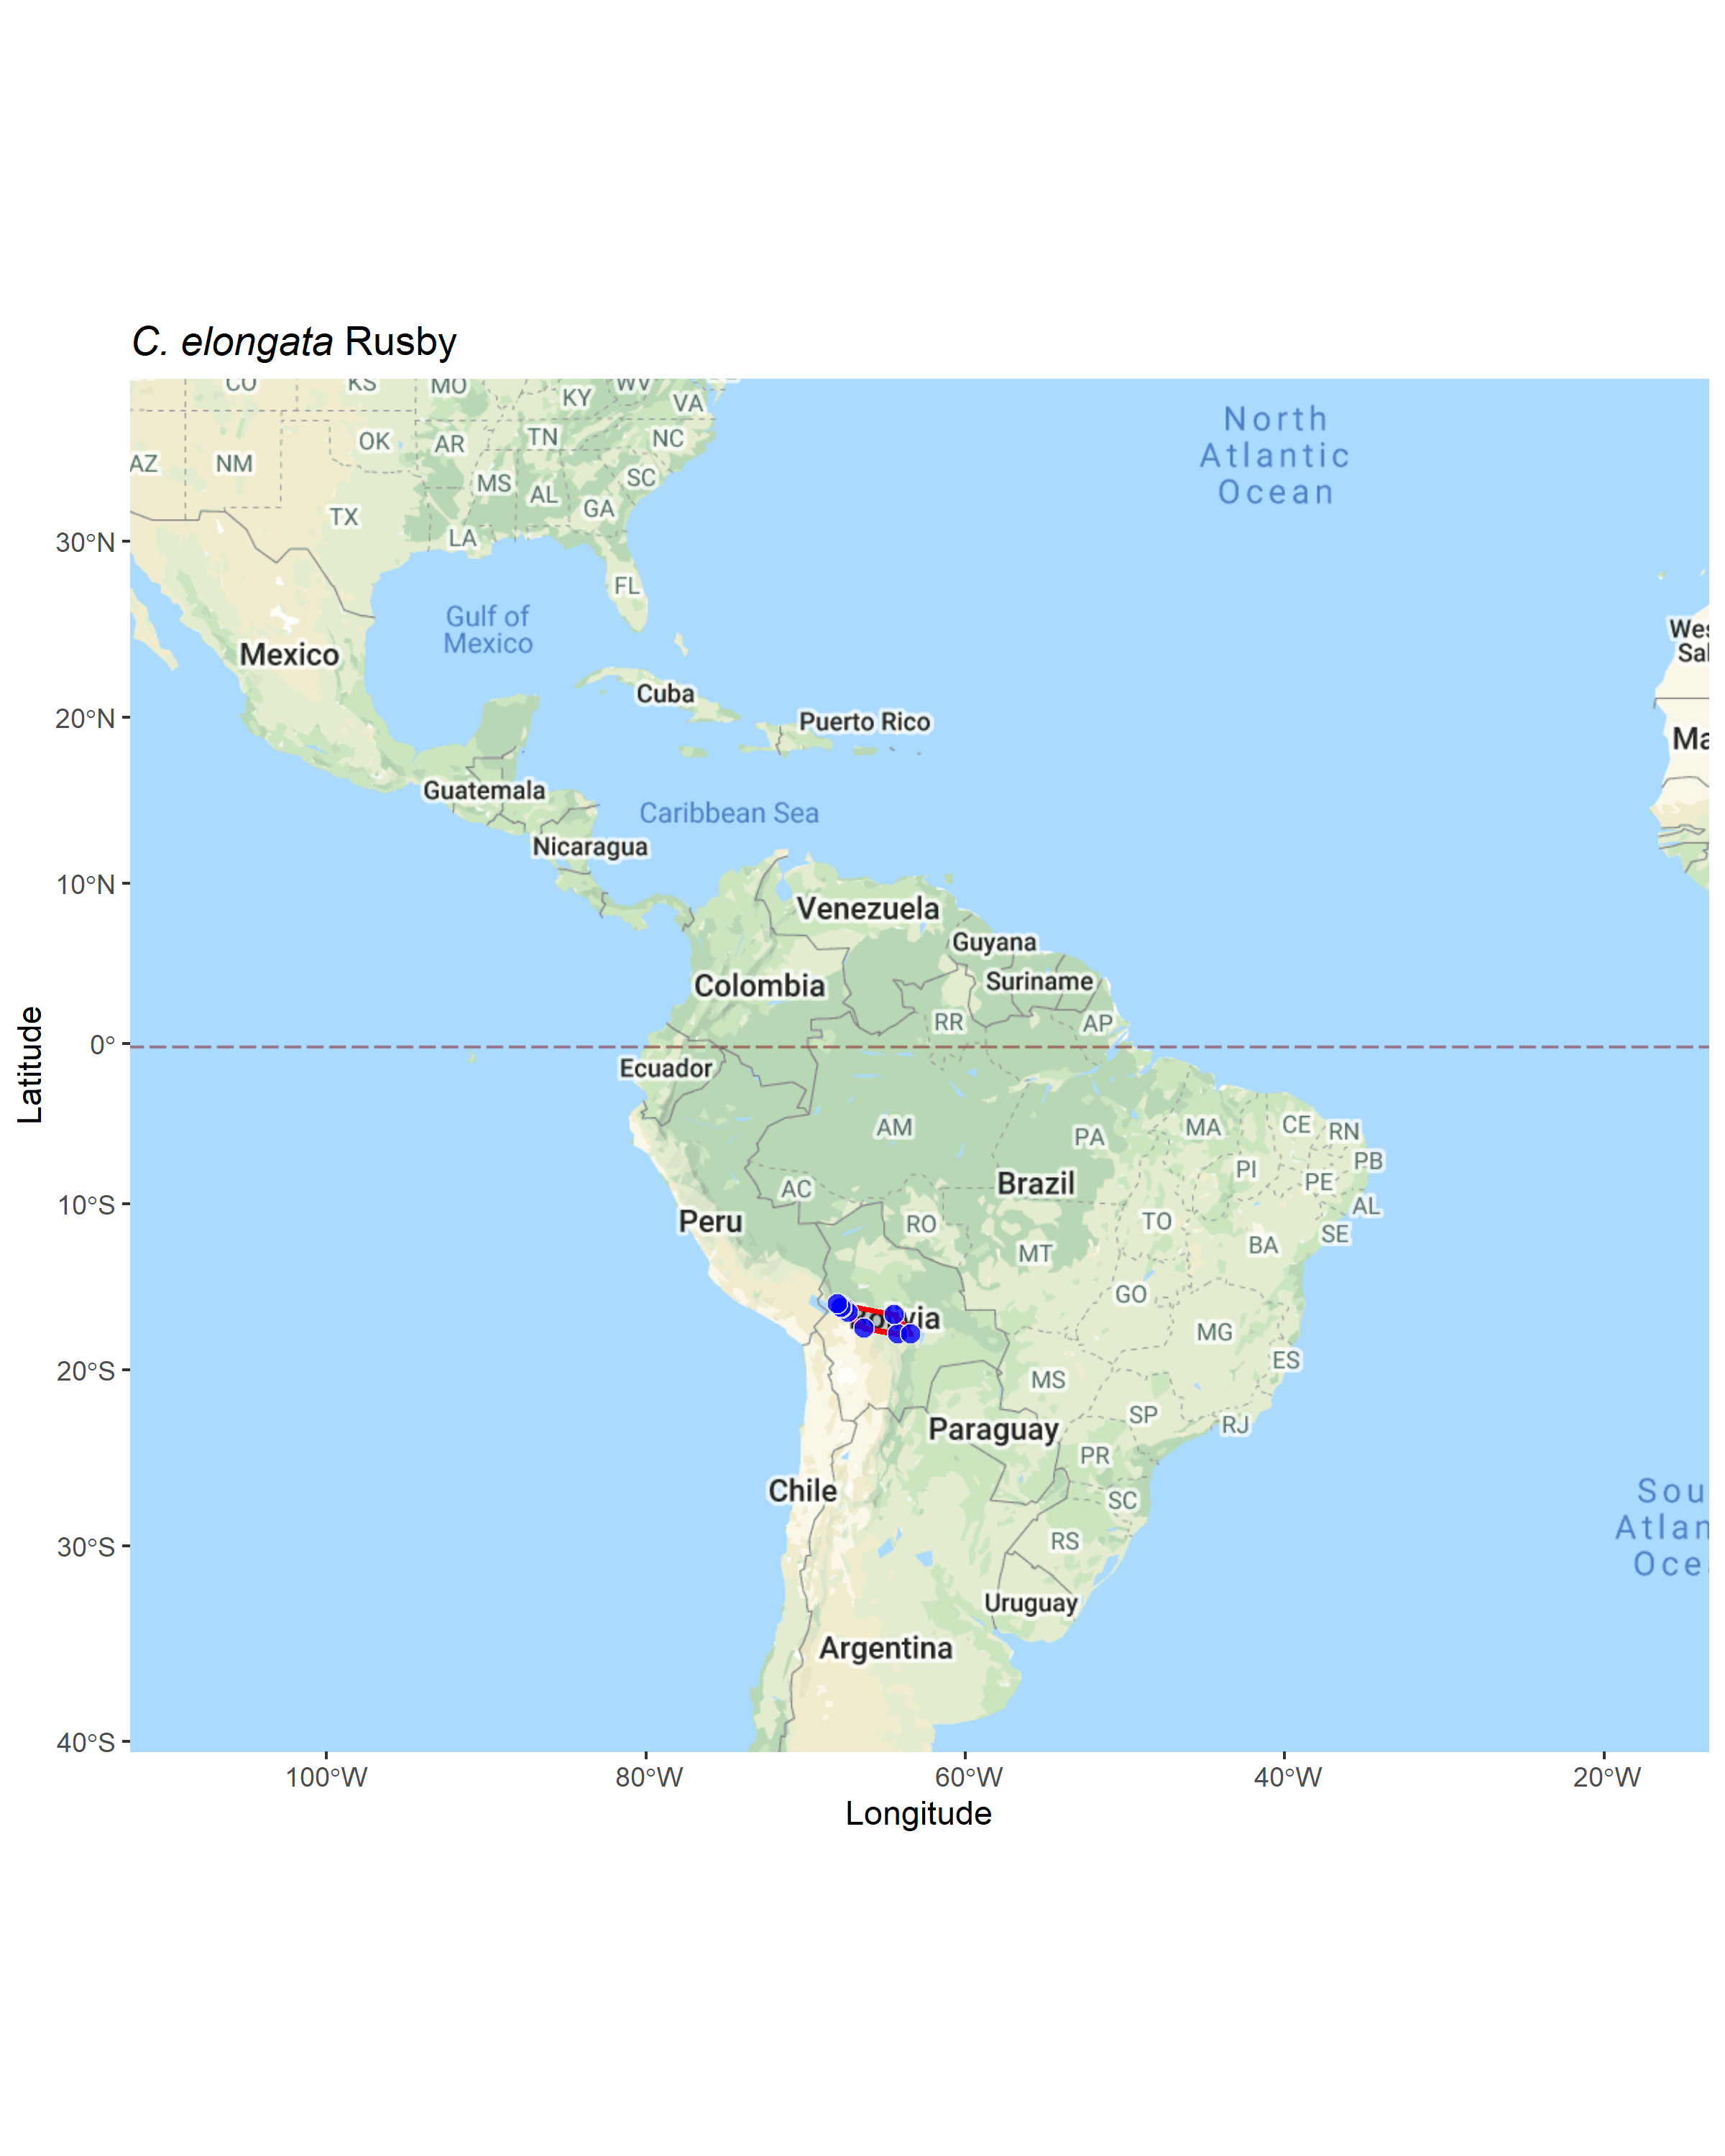 C. elongata Rusby
CO
KS
MO
WV
KY
VA
OK
AR
TN
NC
AZ
NM
MS
AL
SC
GA
TX
LA
FL
North
Atlantic
Ocean
30°N
Gulf of
Mexico
Mexico
Wes
Sal
Cuba
20°N
Puerto Rico
Ma
Guatemala
Caribbean Sea
Nicaragua
10°N
Venezuela
Guyana
Colombia
Suriname
RR
AP
0°
Latitude
Ecuador
AM
PA
MA
CE
RN
PI
PB
PE
AC
Brazil
10°S
AL
Peru
RO
TO
SE
MT
BA
GO
MG
ES
20°S
MS
SP
RJ
Paraguay
PR
Chile
SC
Sou
Atlan
Ocea
30°S
RS
Uruguay
Argentina
40°S
100°W
80°W
60°W
40°W
20°W
Longitude